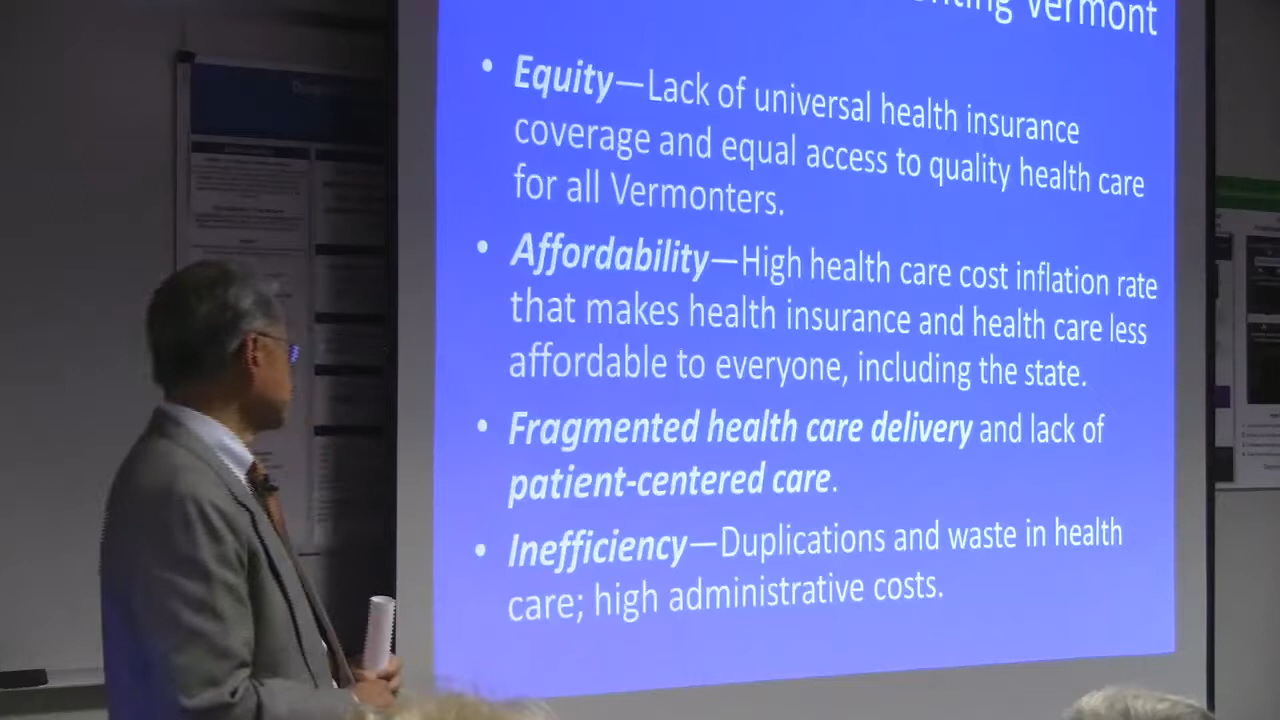 Vermont
• Equity—Lack of universal health insurance
coverage and equal access to quality health care
for all Vermonters.
• Affordability—High health care cost inflation rate
that makes health insurance and health care less
affordable to everyone, including the state.
• Fragmented health care delivery and lack of
patient-centered care.
• Inefficiency—Duplications and waste in health
care; high administrative costs.